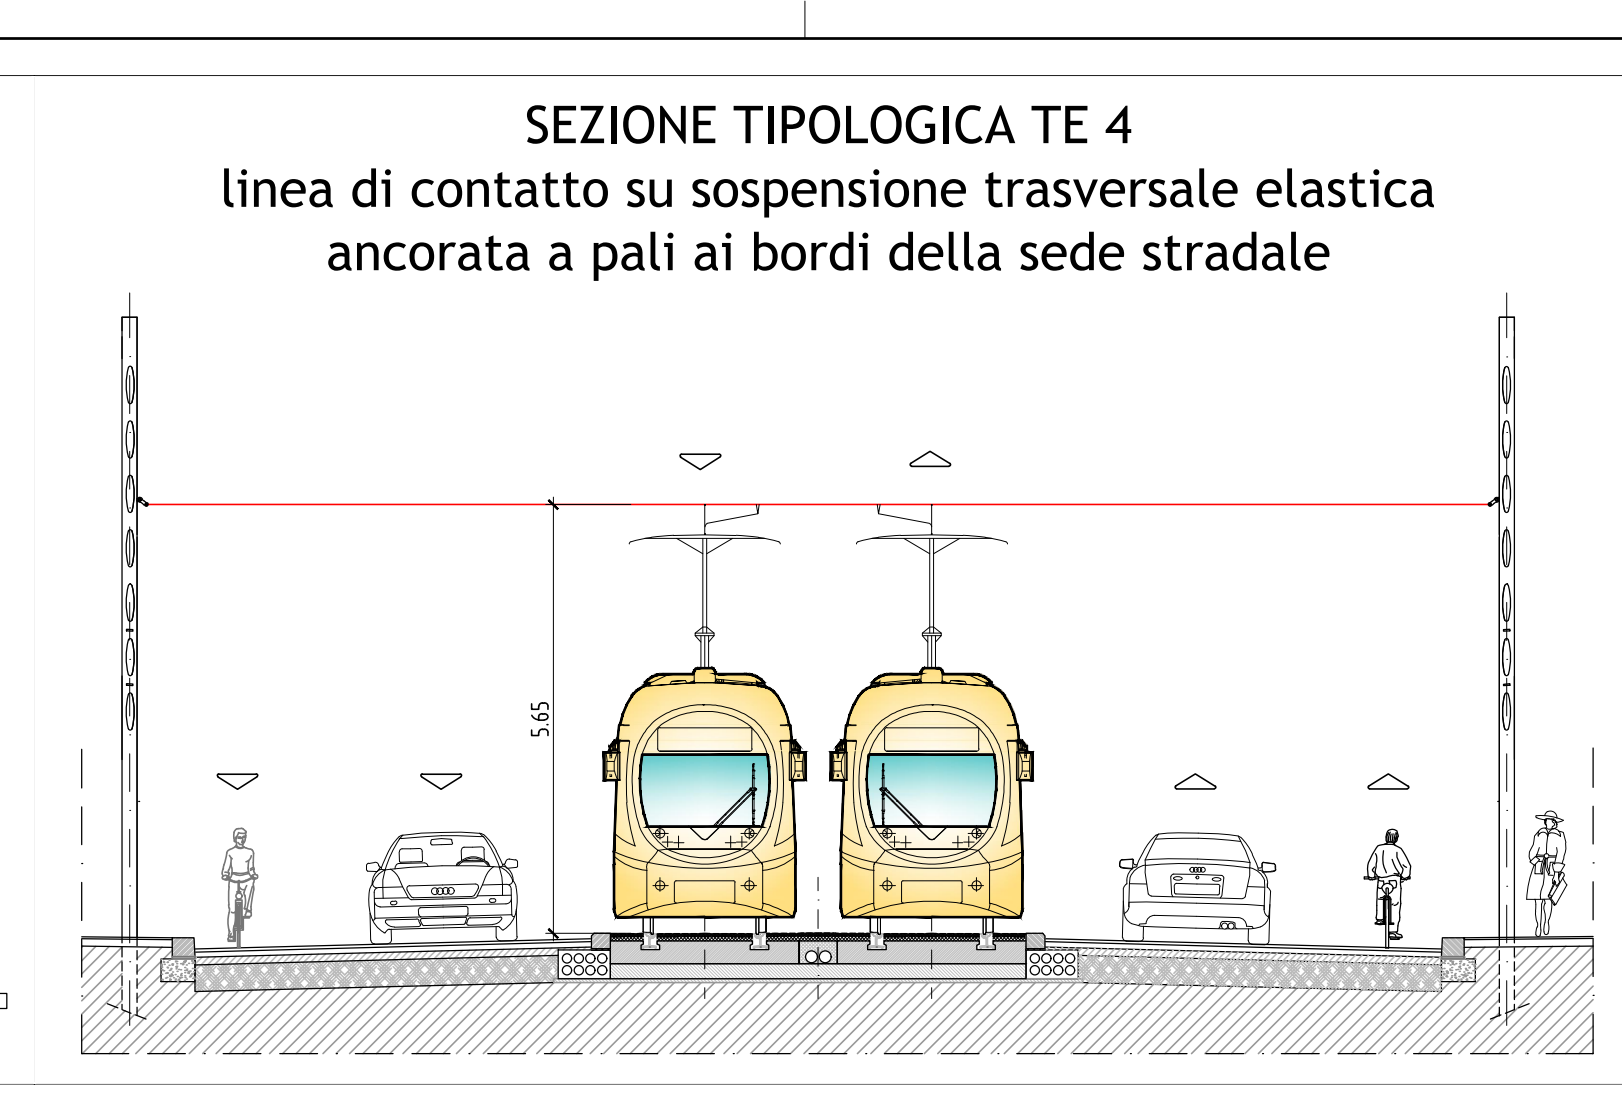 SEZIONE TIPOLOGICA TE 4
linea di contatto su sospensione trasversale elastica
ancorata a pali ai bordi della sede stradale
5.65